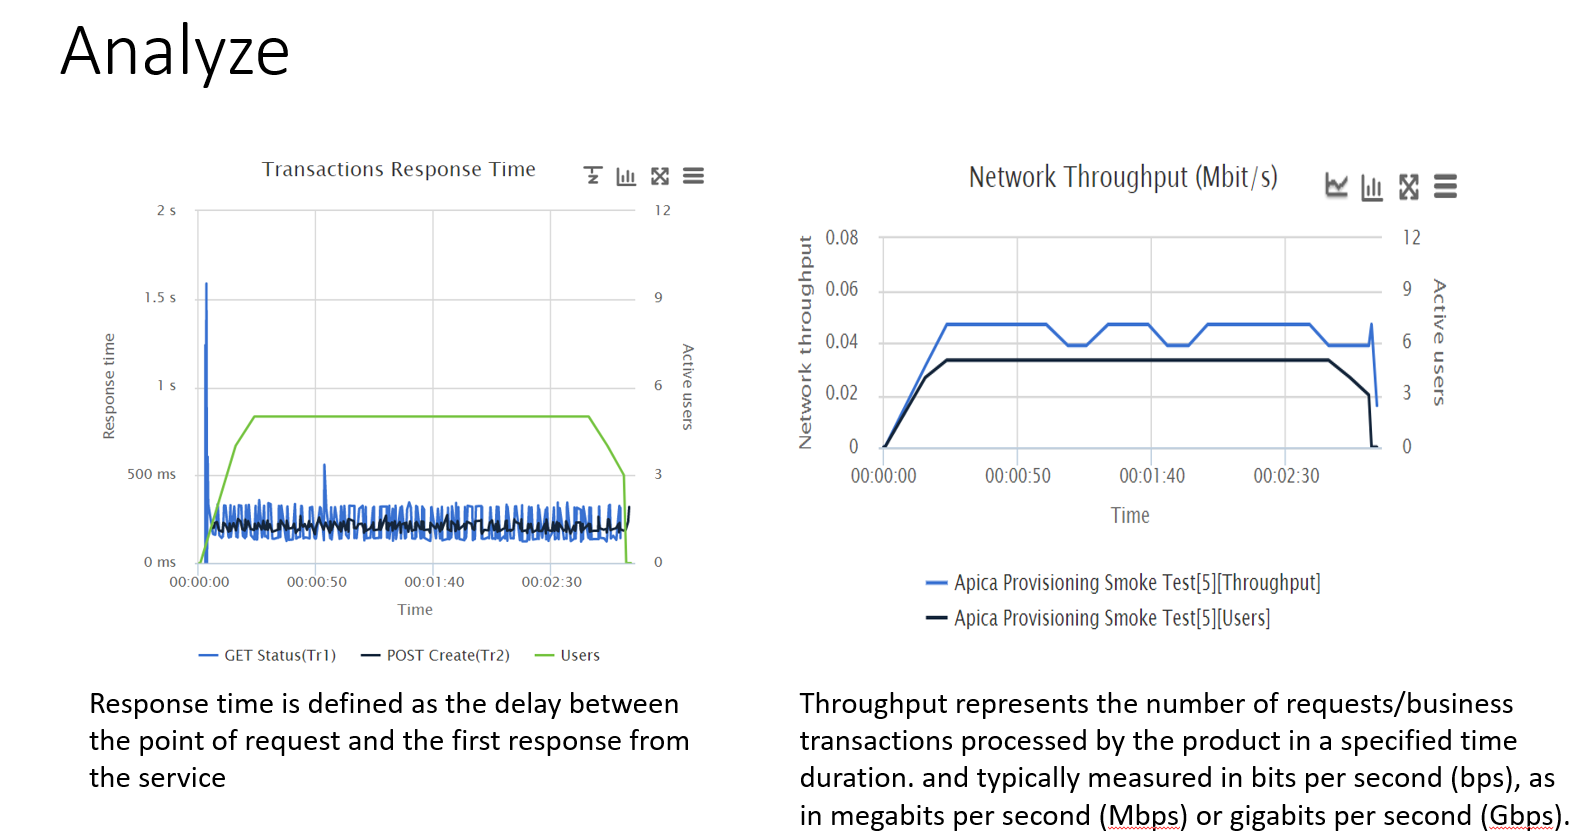 Analyze
Transactions Response Time
2 s
1.5 s
1 s
500 ms
0 ms
Response time
12
9
6
3
0
Active users
00:00:00
00:00:50
00:01:40
00:02:30
Time
GET Status(Tr1)
POST Create(Tr2)
Users
Response time is defined as the delay between
the point of request and the first response from
the service
Network Throughput (Mbit/s)
0.08
0.06
0.04
0.02
0
Network throughput
12
9
6
3
0
Active users
00:00:00
00:00:50
00:01:40
00:02:30
Time
Apica Provisioning Smoke Test[5][Throughput]
Apica Provisioning Smoke Test[5][Users]
Throughput represents the number of requests/business
transactions processed by the product in a specified time
duration. and typically measured in bits per second (bps), as
in megabits per second (Mbps) or gigabits per second (Gbps).